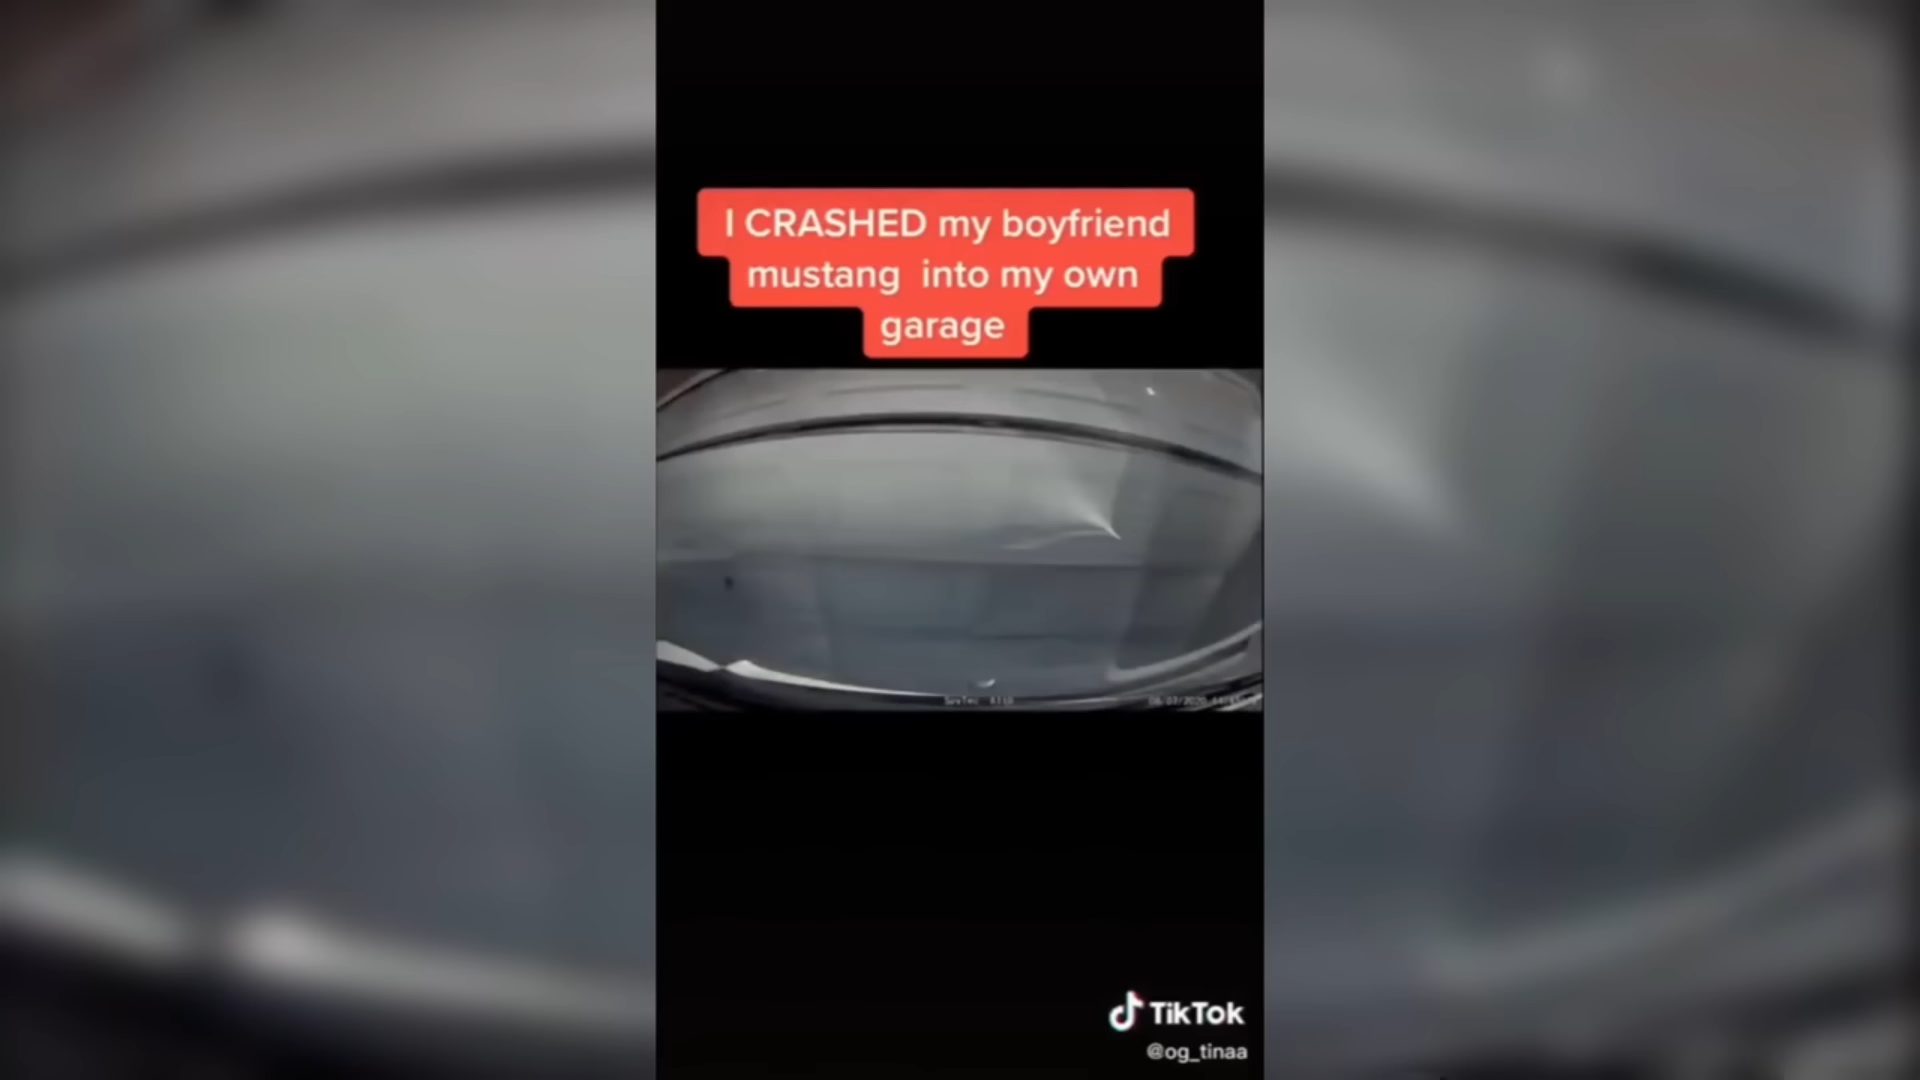 I CRASHED my boyfriend
mustang into my own
garage
TikTok
@og_tinaa